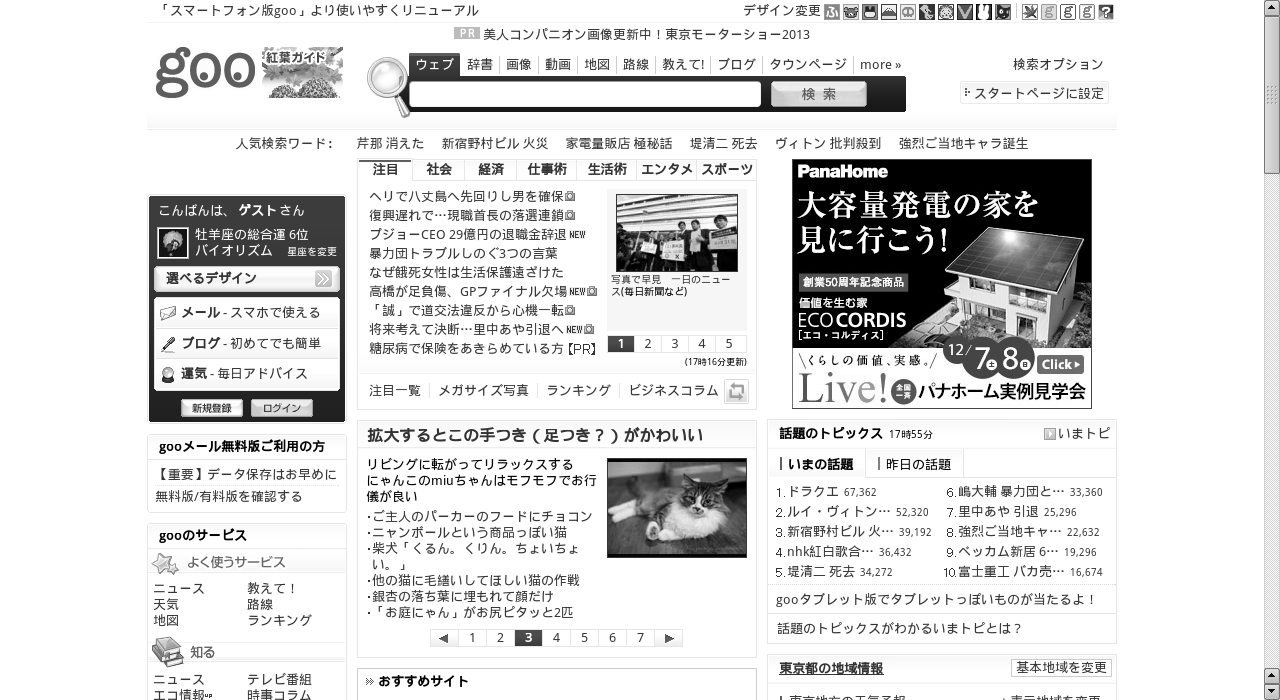 「スマートフォン版goo」より使いやすくリニューアル
デザイン変更
PR 美人コンパニオン画像更新中！東京モーターショー2013
goo
紅葉ガイド
ウェブ 辞書 画像 動画 地図 路線 教えて! ブログ タウンページ more »
検索
検索オプション
スタートページに設定
人気検索ワード： 芹那 消えた 新宿野村ビル 火災 家電量販店 極秘話 堤清二 死去 ヴィトン 批判殺到 強烈ご当地キャラ誕生
こんばんは、 ゲストさん
牡羊座の総合運 6位
バイオリズム 星座を変更
選べるデザイン
メール - スマホで使える
ブログ - 初めてでも簡単
運気 - 毎日アドバイス
新規登録 ログイン
gooメール無料版ご利用の方
【重要】データ保存はお早めに
無料版/有料版を確認する
gooのサービス
よく使うサービス
ニュース 教えて！
天気 路線
地図 ランキング
知る
ニュース テレビ番組
エコ情報up 時事コラム
注目 社会 経済 仕事術 生活術 エンタメ スポーツ
ヘリで八丈島へ先回りし男を確保
復興遅れで…現職首長の落選連鎖
プジョーCEO 29億円の退職金辞退 NEW
暴力団トラブルしのぐ3つの言葉
なぜ餓死女性は生活保護遠ざけた
高橋が足負傷、GPファイナル欠場 NEW
「誠」で道交法違反から心機一転
将来考えて決断…里中あや引退へ NEW
糖尿病で保険をあきらめている方【PR】
写真で早見　一日のニュース(毎日新聞など)
1 2 3 4 5
(17時16分更新)
注目一覧 メガサイズ写真 ランキング ビジネスコラム
拡大するとこの手つき（足つき？）がかわいい
リビングに転がってリラックスする
にゃんこのmiuちゃんはモフモフでお行
儀が良い
・ご主人のパーカーのフードにチョコン
・ニャンボールという商品っぽい猫
・柴犬「くるん。くりん。ちょいちょ
い。」
・他の猫に毛繕いしてほしい猫の作戦
・銀杏の落ち葉に埋もれて顔だけ
・「お庭にゃん」がお尻ピタッと2匹
◀ 1 2 3 4 5 6 7 ▶
おすすめサイト
PanaHome
大容量発電の家を
見に行こう!
創業50周年記念商品
価値を生む家
ECO CORDIS
[エコ・コルディス]
くらしの価値、実感。
12/7土8日
Click
Live! 全国一斉 パナホーム実例見学会
話題のトピックス 17時55分 いまトピ
いまの話題 昨日の話題
1.ドラクエ 67,362
2.ルイ・ヴィトン… 52,320
3.新宿野村ビル 火… 39,192
4.nhk紅白歌合… 36,432
5.堤清二 死去 34,272
6.嶋大輔 暴力団と… 33,360
7.里中あや 引退 25,296
8.強烈ご当地キャ… 22,632
9.ベッカム新居 6… 19,296
10.富士重工 バカ売… 16,674
gooタブレット版でタブレットっぽいものが当たるよ！
話題のトピックスがわかるいまトピとは？
東京都の地域情報 基本地域を変更